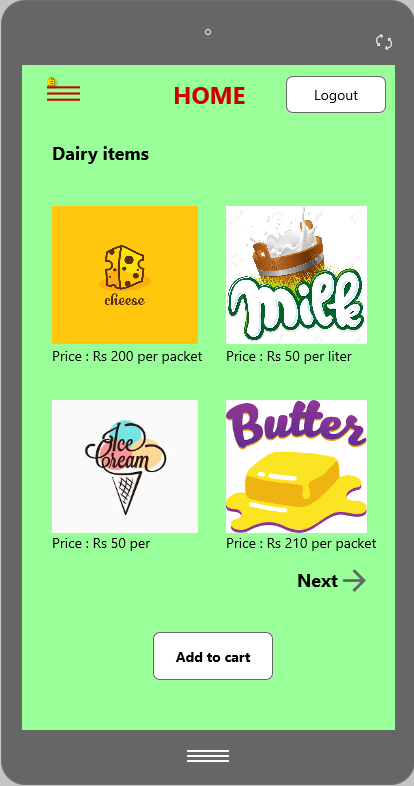 HOME
Logout
Dairy items
cheese
milk
Price : Rs 200 per packet
Price : Rs 50 per liter
Ice
Cream
Butter
Price : Rs 50 per
Price : Rs 210 per packet
Next
Add to cart